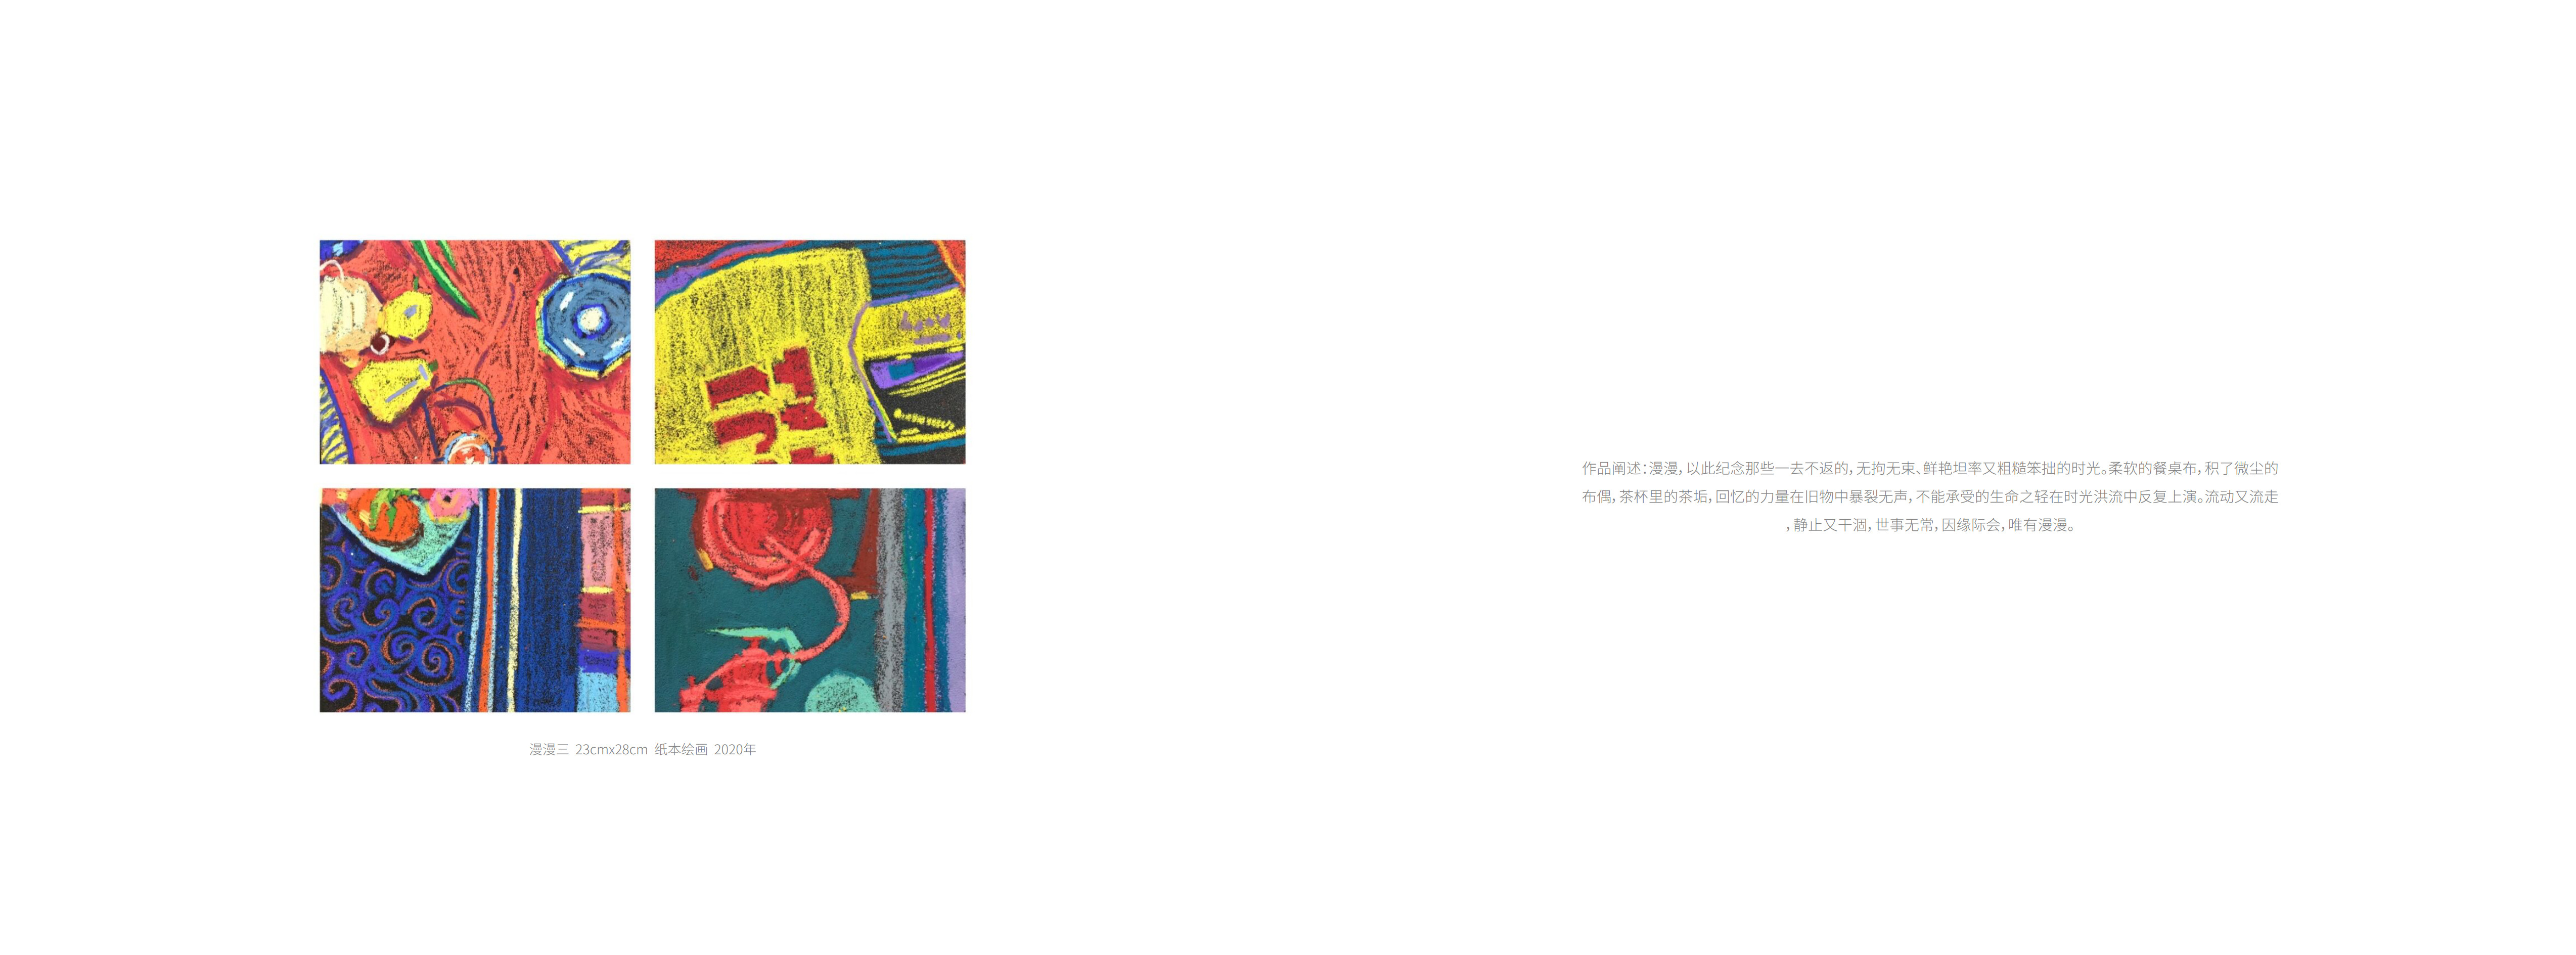 漫漫三 23cmx28cm 纸本绘画 2020年
作品阐述：漫漫，以此纪念那些一去不返的，无拘无束、鲜艳坦率又粗糙笨拙的时光。柔软的餐桌布，积了微尘的
布偶，茶杯里的茶垢，回忆的力量在旧物中暴裂无声，不能承受的生命之轻在时光洪流中反复上演。流动又流走
，静止又干涸，世事无常，因缘际会，唯有漫漫。